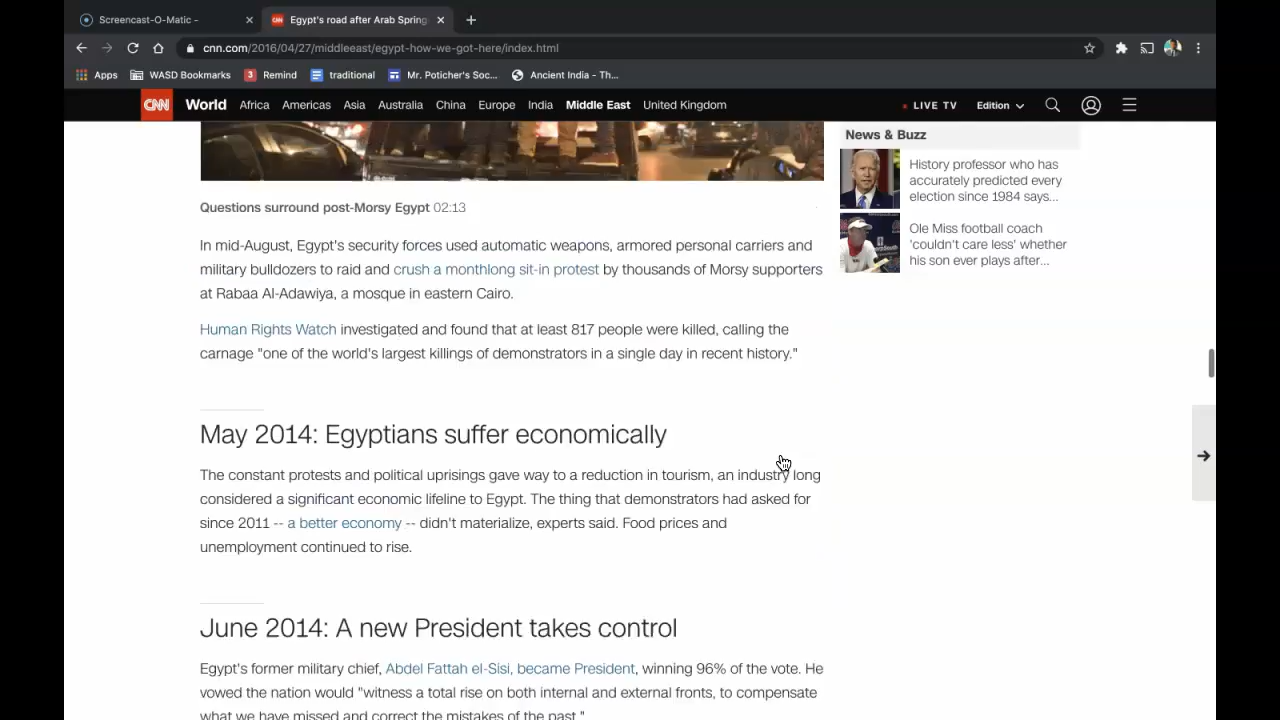 Screencast-O-Matic -
Egypt's road after Arab Spring
cnn.com/2016/04/27/middleeast/egypt-how-we-got-here/index.html
Apps WASD Bookmarks 3 Remind traditional Mr. Poticher's Soc... Ancient India - Th...
CNN World Africa Americas Asia Australia China Europe India Middle East United Kingdom LIVE TV Edition
News & Buzz
History professor who has
accurately predicted every
election since 1984 says...
Ole Miss football coach
'couldn't care less' whether
his son ever plays after...
Questions surround post-Morsy Egypt 02:13
In mid-August, Egypt's security forces used automatic weapons, armored personal carriers and
military bulldozers to raid and crush a monthlong sit-in protest by thousands of Morsy supporters
at Rabaa Al-Adawiya, a mosque in eastern Cairo.
Human Rights Watch investigated and found that at least 817 people were killed, calling the
carnage "one of the world's largest killings of demonstrators in a single day in recent history."
May 2014: Egyptians suffer economically
The constant protests and political uprisings gave way to a reduction in tourism, an industry long
considered a significant economic lifeline to Egypt. The thing that demonstrators had asked for
since 2011 -- a better economy -- didn't materialize, experts said. Food prices and
unemployment continued to rise.
June 2014: A new President takes control
Egypt's former military chief, Abdel Fattah el-Sisi, became President, winning 96% of the vote. He
vowed the nation would "witness a total rise on both internal and external fronts, to compensate
what we have missed and correct the mistakes of the past."